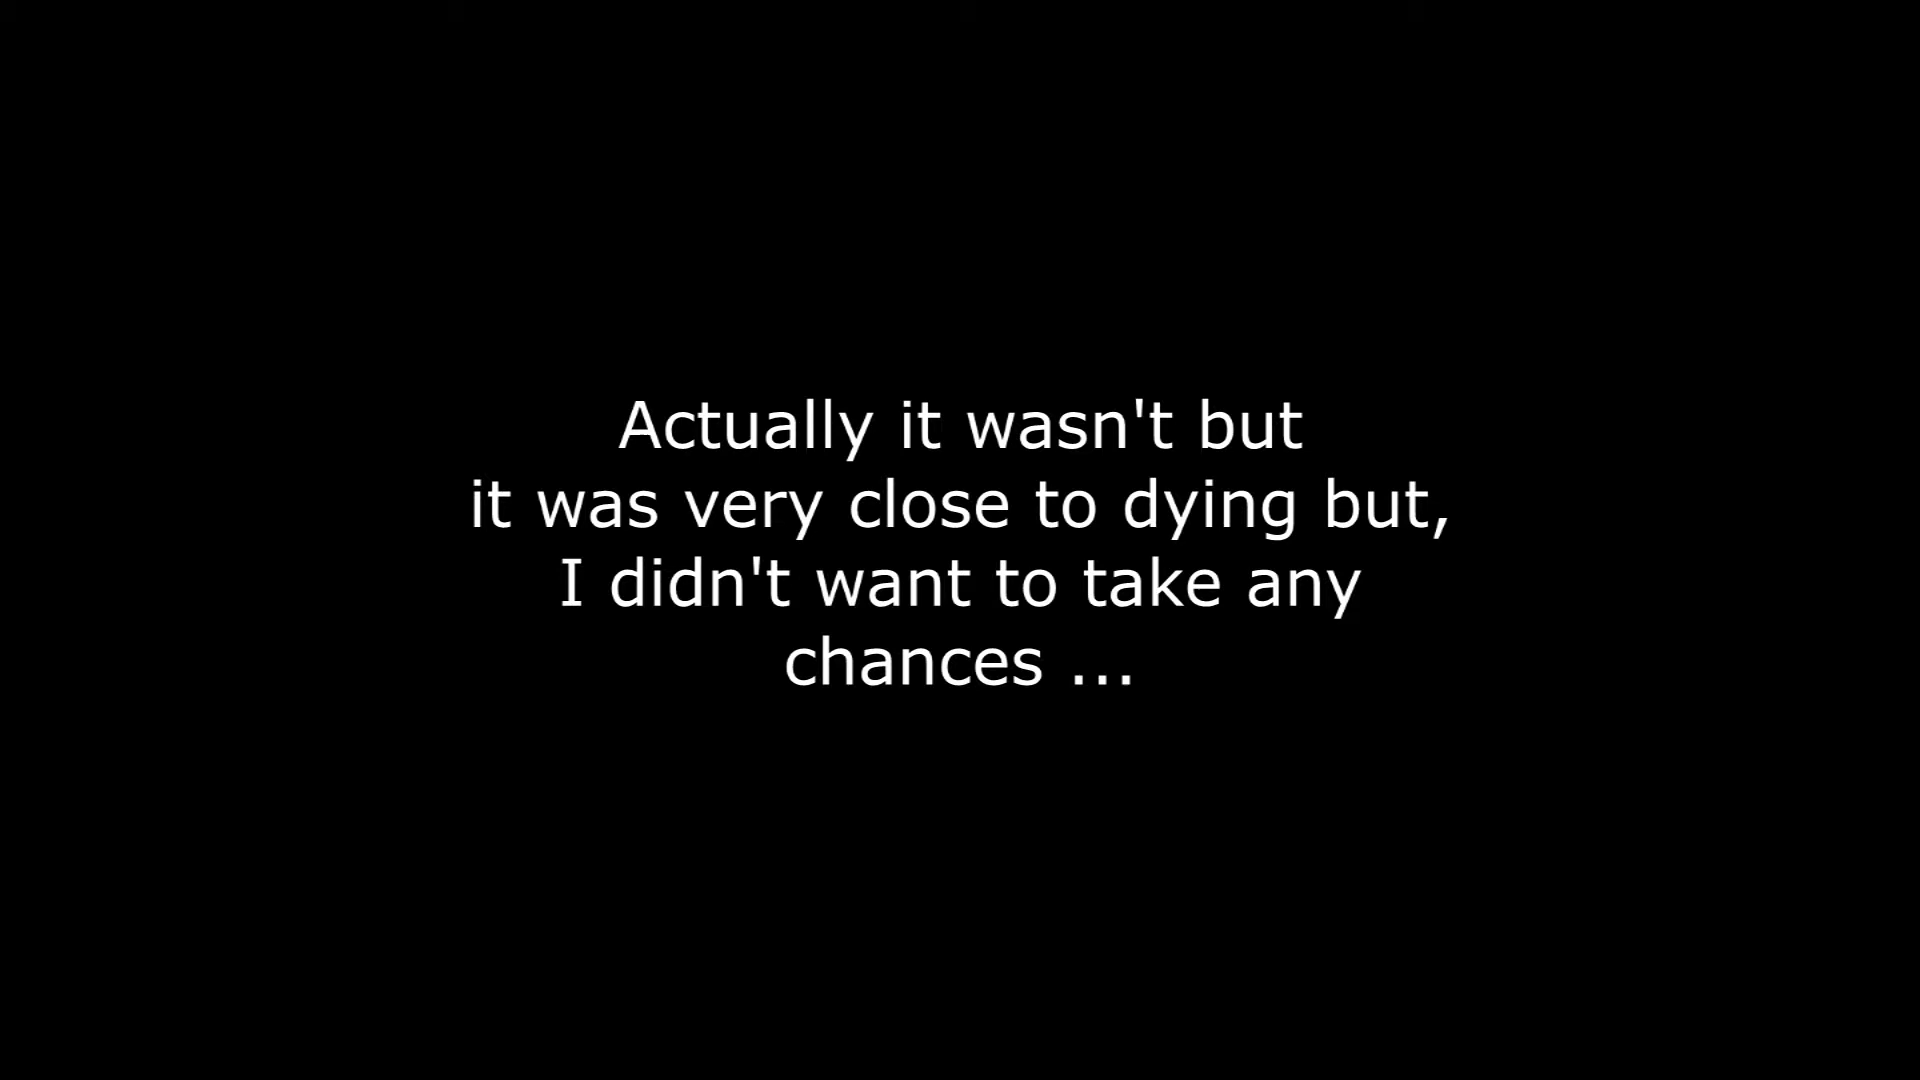 Actually it wasn't but
it was very close to dying but,
I didn't want to take any
chances ...